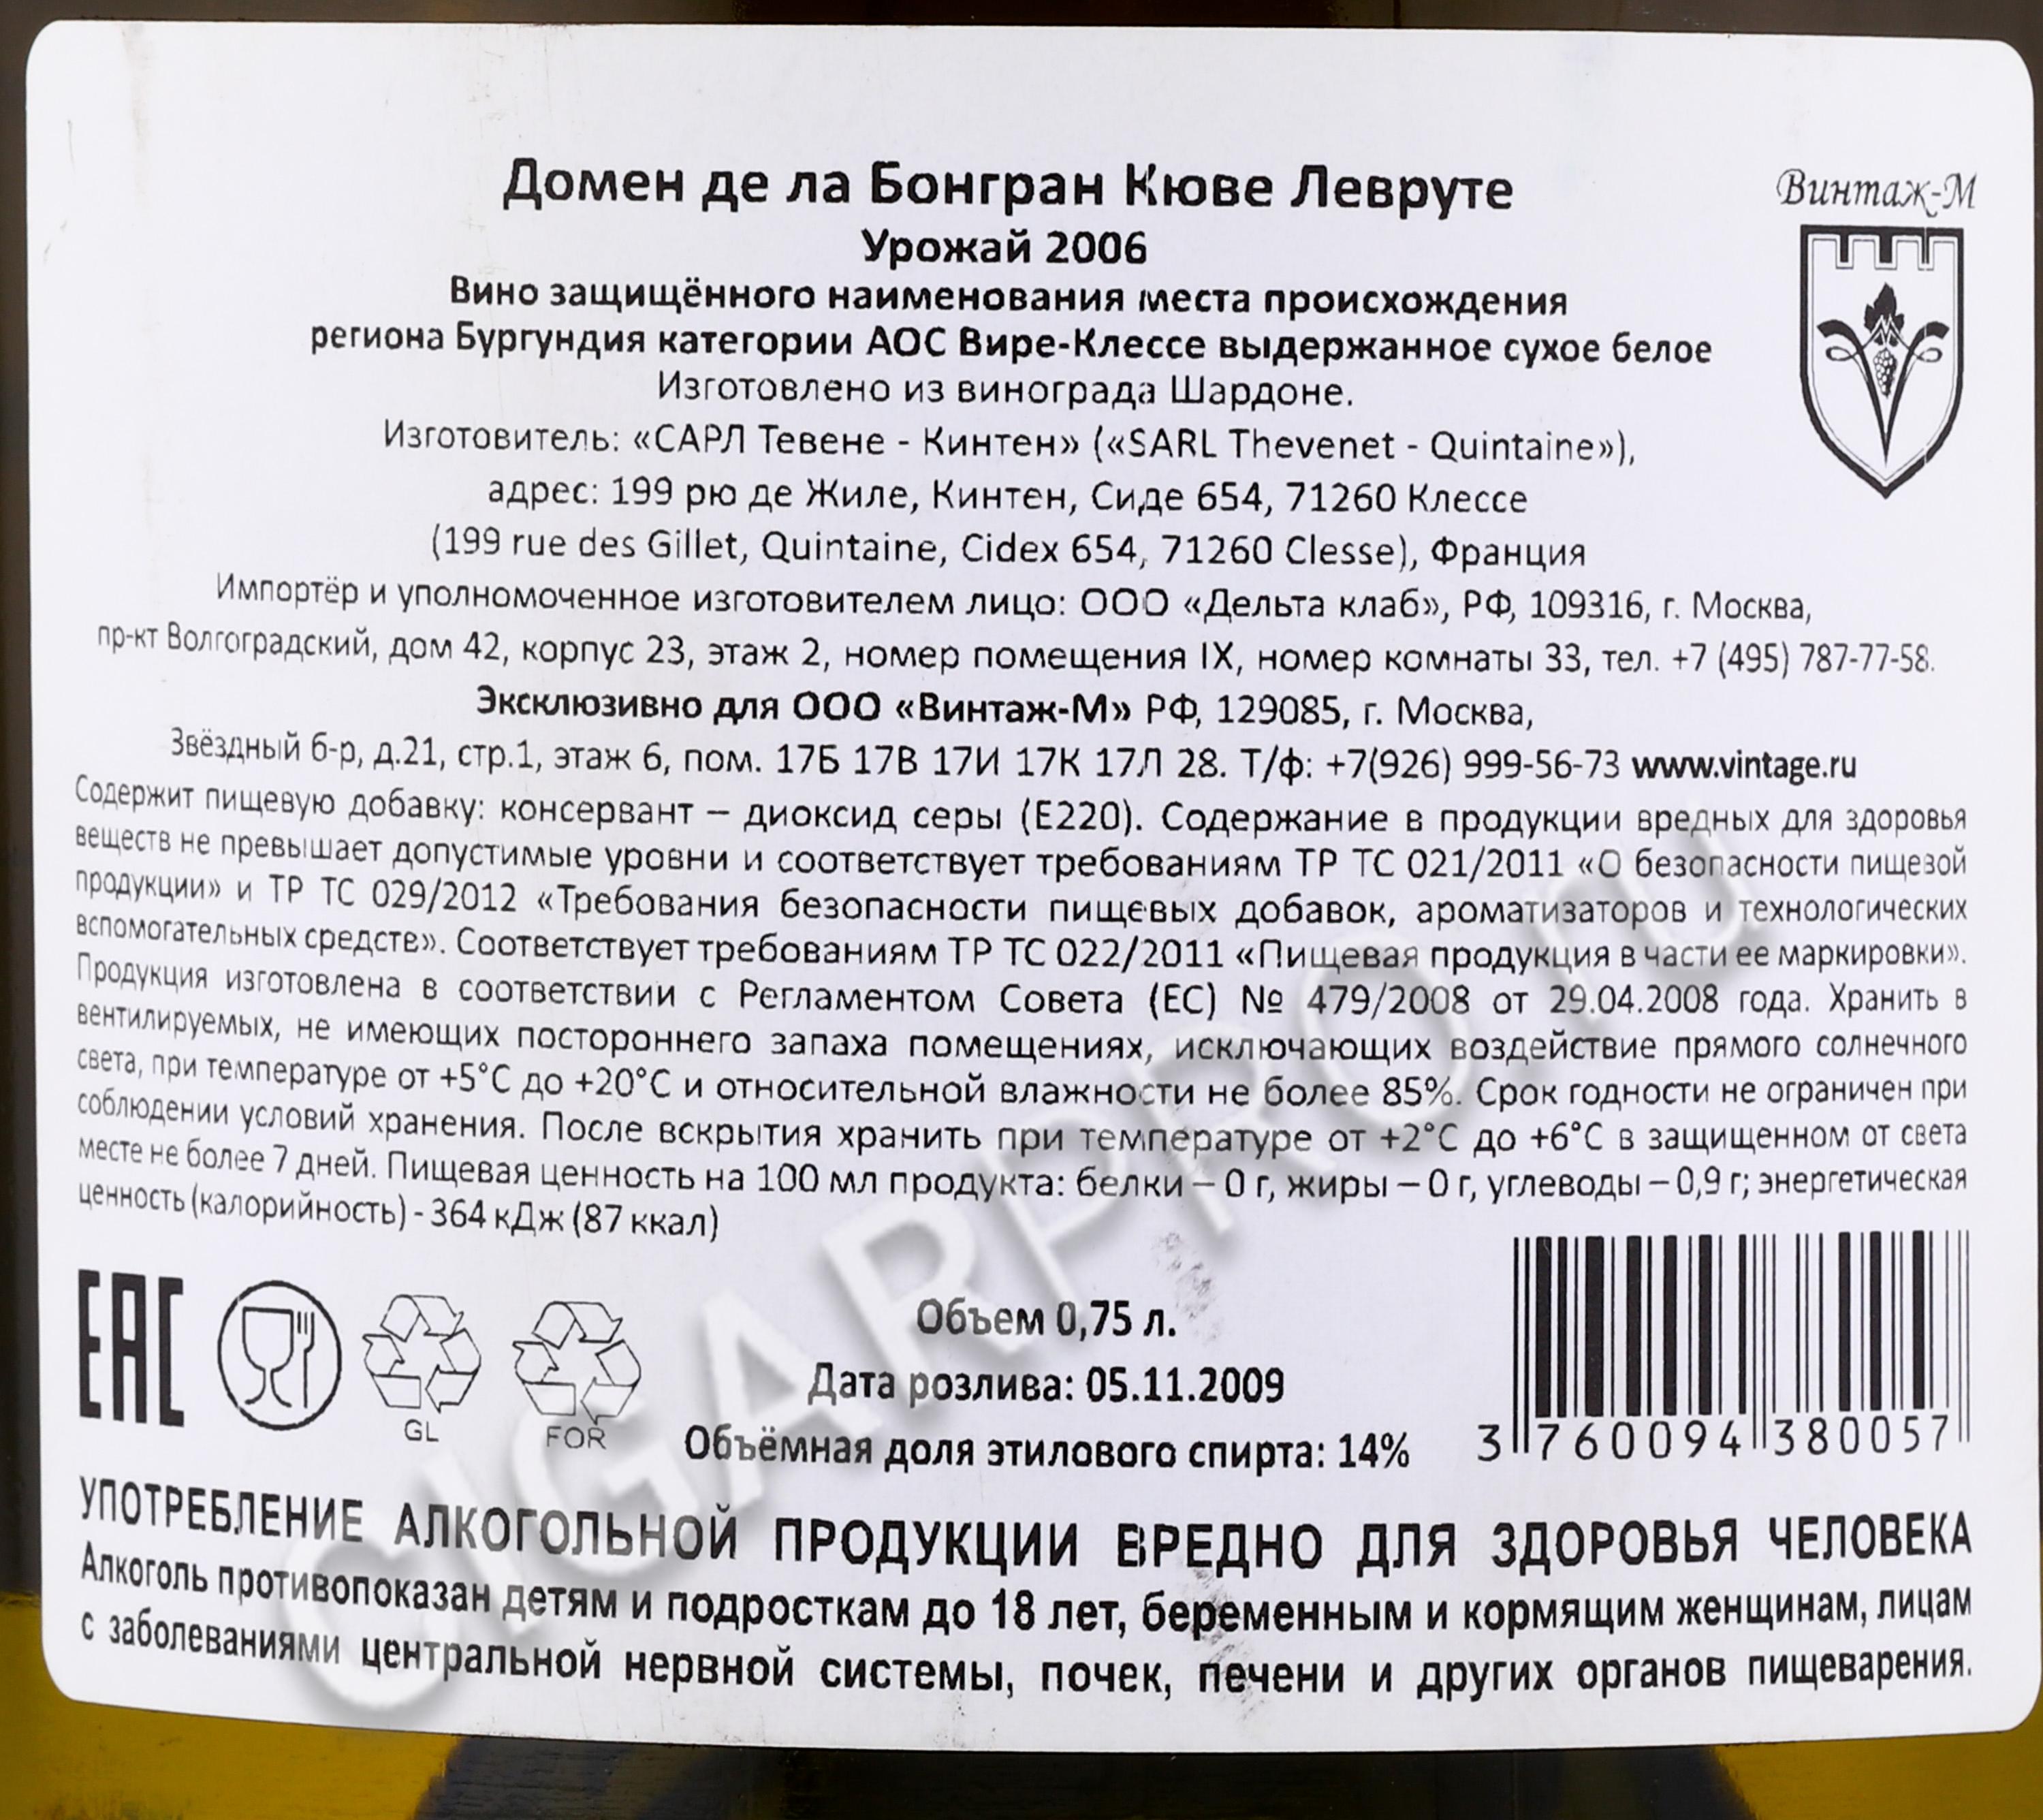 Домен де ла Бонгран Кюве Левруте
Винтаж-М
Урожай 2006
Вино защищённого наименования места происхождения
региона Бургундия категории АОС Вире-Клессе выдержанное сухое белое
Изготовлено из винограда Шардоне.
Изготовитель: «САРЛ Тевене - Кинтен» («SARL Thevenet - Quintaine»),
адрес: 199 рю де Жиле, Кинтен, Сиде 654, 71260 Клессе
(199 rue des Gillet, Quintaine, Cidex 654, 71260 Clesse), Франция
Импортёр и уполномоченное изготовителем лицо: ООО «Дельта клаб», РФ, 109316, г. Москва,
пр-кт Волгоградский, дом 42, корпус 23, этаж 2, номер помещения IX, номер комнаты 33, тел. +7 (495) 787-77-58.
Эксклюзивно для ООО «Винтаж-М» РФ, 129085, г. Москва,
Звёздный б-р, д.21, стр.1, этаж 6, пом. 17Б 17В 17И 17К 17Л 28. Т/ф: +7(926) 999-56-73 www.vintage.ru
Содержит пищевую добавку: консервант – диоксид серы (Е220). Содержание в продукции вредных для здоровья
веществ не превышает допустимые уровни и соответствует требованиям ТР ТС 021/2011 «О безопасности пищевой
продукции» и ТР ТС 029/2012 «Требования безопасности пищевых добавок, ароматизаторов и технологических
вспомогательных средств». Соответствует требованиям ТР ТС 022/2011 «Пищевая продукция в части ее маркировки».
Продукция изготовлена в соответствии с Регламентом Совета (ЕС) № 479/2008 от 29.04.2008 года. Хранить в
вентилируемых, не имеющих постороннего запаха помещениях, исключающих воздействие прямого солнечного
света, при температуре от +5°С до +20°С и относительной влажности не более 85%. Срок годности не ограничен при
соблюдении условий хранения. После вскрытия хранить при температуре от +2°С до +6°С в защищенном от света
месте не более 7 дней. Пищевая ценность на 100 мл продукта: белки – 0 г, жиры – 0 г, углеводы – 0,9 г; энергетическая
ценность (калорийность) - 364 кДж (87 ккал)
EAC
GL
FOR
Объем 0,75 л.
Дата розлива: 05.11.2009
Объёмная доля этилового спирта: 14%
3 760094 380057
УПОТРЕБЛЕНИЕ АЛКОГОЛЬНОЙ ПРОДУКЦИИ ВРЕДНО ДЛЯ ЗДОРОВЬЯ ЧЕЛОВЕКА
Алкоголь противопоказан детям и подросткам до 18 лет, беременным и кормящим женщинам, лицам
с заболеваниями центральной нервной системы, почек, печени и других органов пищеварения.
CIGARPRO.ru